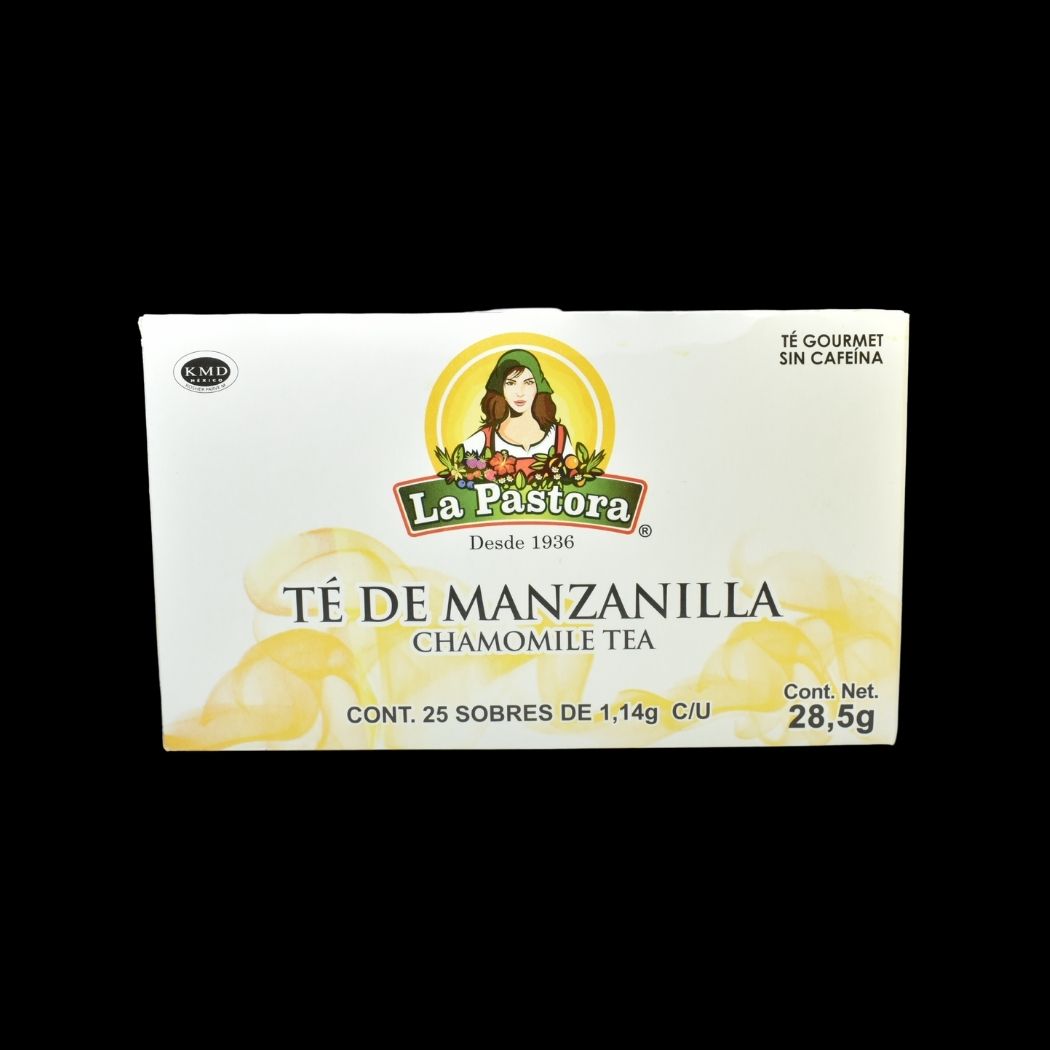 KMD
MÉXICO
TÉ GOURMET
SIN CAFEÍNA
La Pastora
®
Desde 1936
TÉ DE MANZANILLA
CHAMOMILE TEA
CONT. 25 SOBRES DE 1,14g C/U
Cont. Net.
28,5g